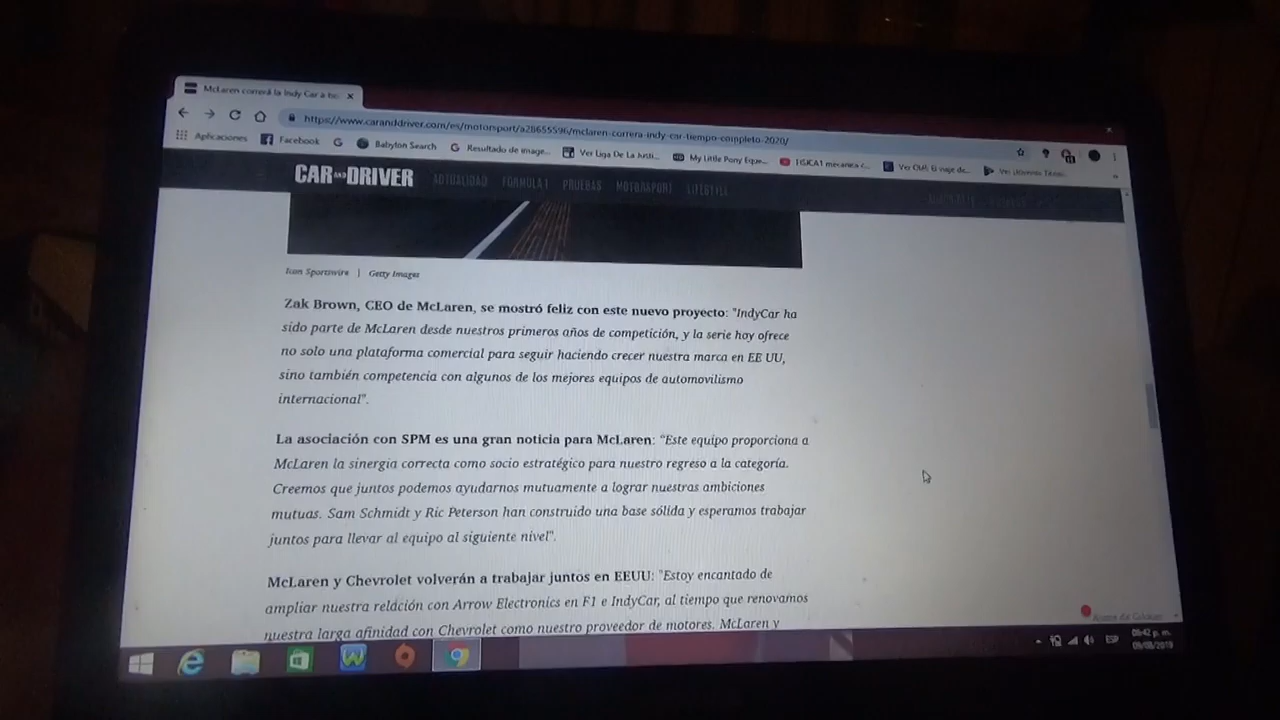 McLaren correrá la Indy Car a
https://www.caranddriver.com/es/motorsport/a28655596/mclaren-correra-indy-car-tiempo-completo-2020/
Aplicaciones Facebook Babylon Search Resultado de image... Ver Liga De La Justi... My Little Pony Eque... FISICA1 mecanica c... Ver
CAR AND DRIVER ACTUALIDAD FÓRMULA 1 PRUEBAS MOTORSPORT LIFESTYLE
Icon Sportswire | Getty Images
Zak Brown, CEO de McLaren, se mostró feliz con este nuevo proyecto: "IndyCar ha
sido parte de McLaren desde nuestros primeros años de competición, y la serie hoy ofrece
no solo una plataforma comercial para seguir haciendo crecer nuestra marca en EE UU,
sino también competencia con algunos de los mejores equipos de automovilismo
internacional".
La asociación con SPM es una gran noticia para McLaren: "Este equipo proporciona a
McLaren la sinergia correcta como socio estratégico para nuestro regreso a la categoría.
Creemos que juntos podemos ayudarnos mutuamente a lograr nuestras ambiciones
mutuas. Sam Schmidt y Ric Peterson han construido una base sólida y esperamos trabajar
juntos para llevar al equipo al siguiente nivel".
McLaren y Chevrolet volverán a trabajar juntos en EEUU: "Estoy encantado de
ampliar nuestra relación con Arrow Electronics en F1 e IndyCar, al tiempo que renovamos
nuestra larga afinidad con Chevrolet como nuestro proveedor de motores. McLaren y
ESP
08:42 p. m.
09/08/2019